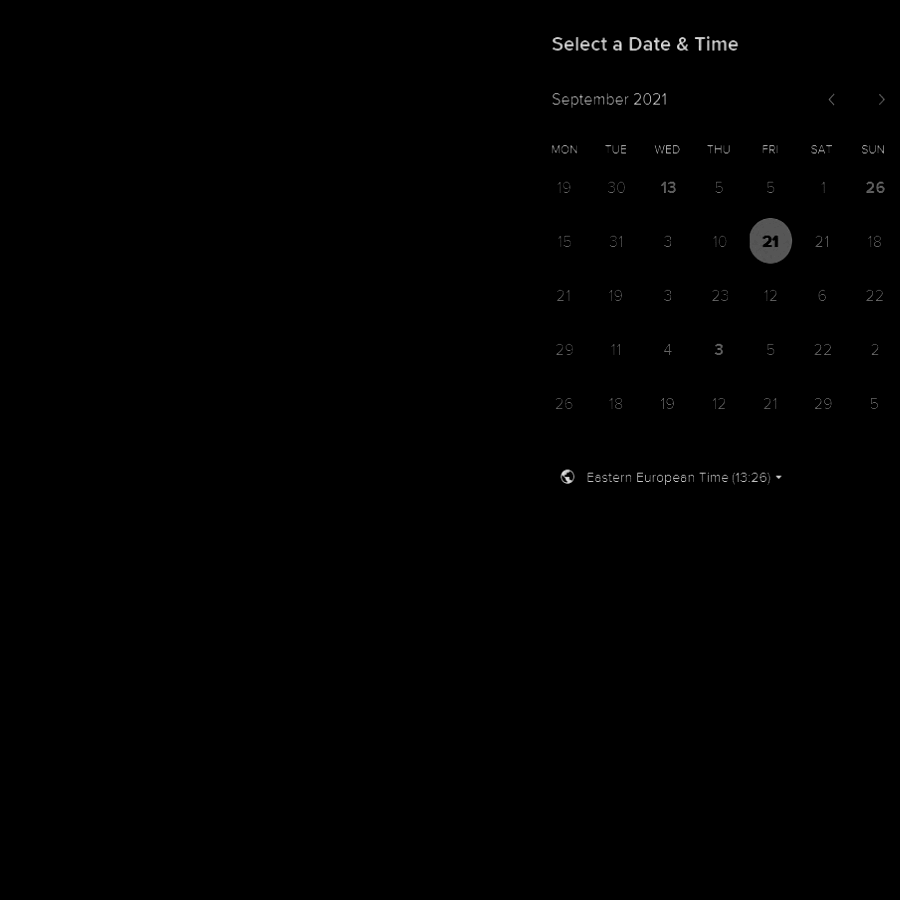 Select a Date & Time
September 2021
MON TUE WED THU FRI SAT SUN
19 30 13 5 5 1 26
15 31 3 10 21 21 18
21 19 3 23 12 6 22
29 11 4 3 5 22 2
26 18 19 12 21 29 5
Eastern European Time (13:26)